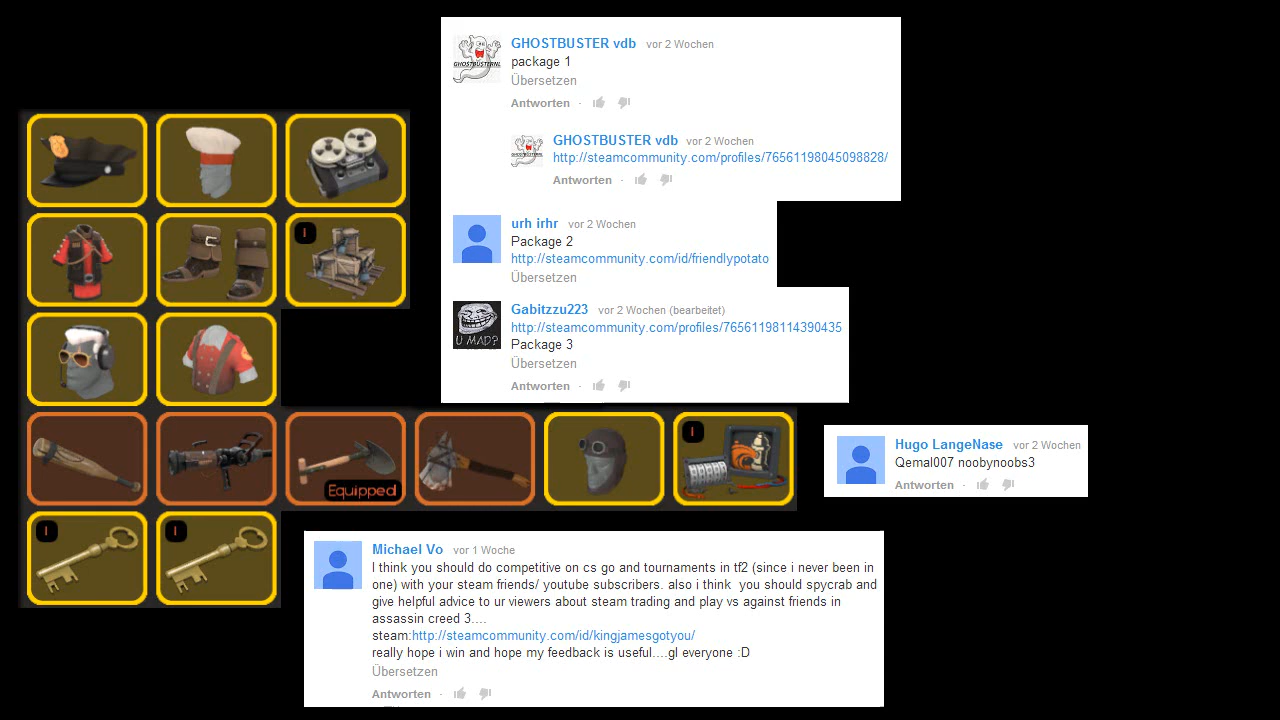 GHOSTBUSTER vdb vor 2 Wochen
package 1
Übersetzen
Antworten ·
GHOSTBUSTER vdb vor 2 Wochen
http://steamcommunity.com/profiles/76561198045098828/
Antworten ·
urh irhr vor 2 Wochen
Package 2
http://steamcommunity.com/id/friendlypotato
Übersetzen
Gabitzzu223 vor 2 Wochen (bearbeitet)
http://steamcommunity.com/profiles/76561198114390435
Package 3
Übersetzen
Antworten ·
U MAD?
Equipped
Hugo LangeNase vor 2 Wochen
Qemal007 noobynoobs3
Antworten ·
Michael Vo vor 1 Woche
I think you should do competitive on cs go and tournaments in tf2 (since i never been in
one) with your steam friends/ youtube subscribers. also i think you should spycrab and
give helpful advice to ur viewers about steam trading and play vs against friends in
assassin creed 3....
steam:http://steamcommunity.com/id/kingjamesgotyou/
really hope i win and hope my feedback is useful....gl everyone :D
Übersetzen
Antworten ·